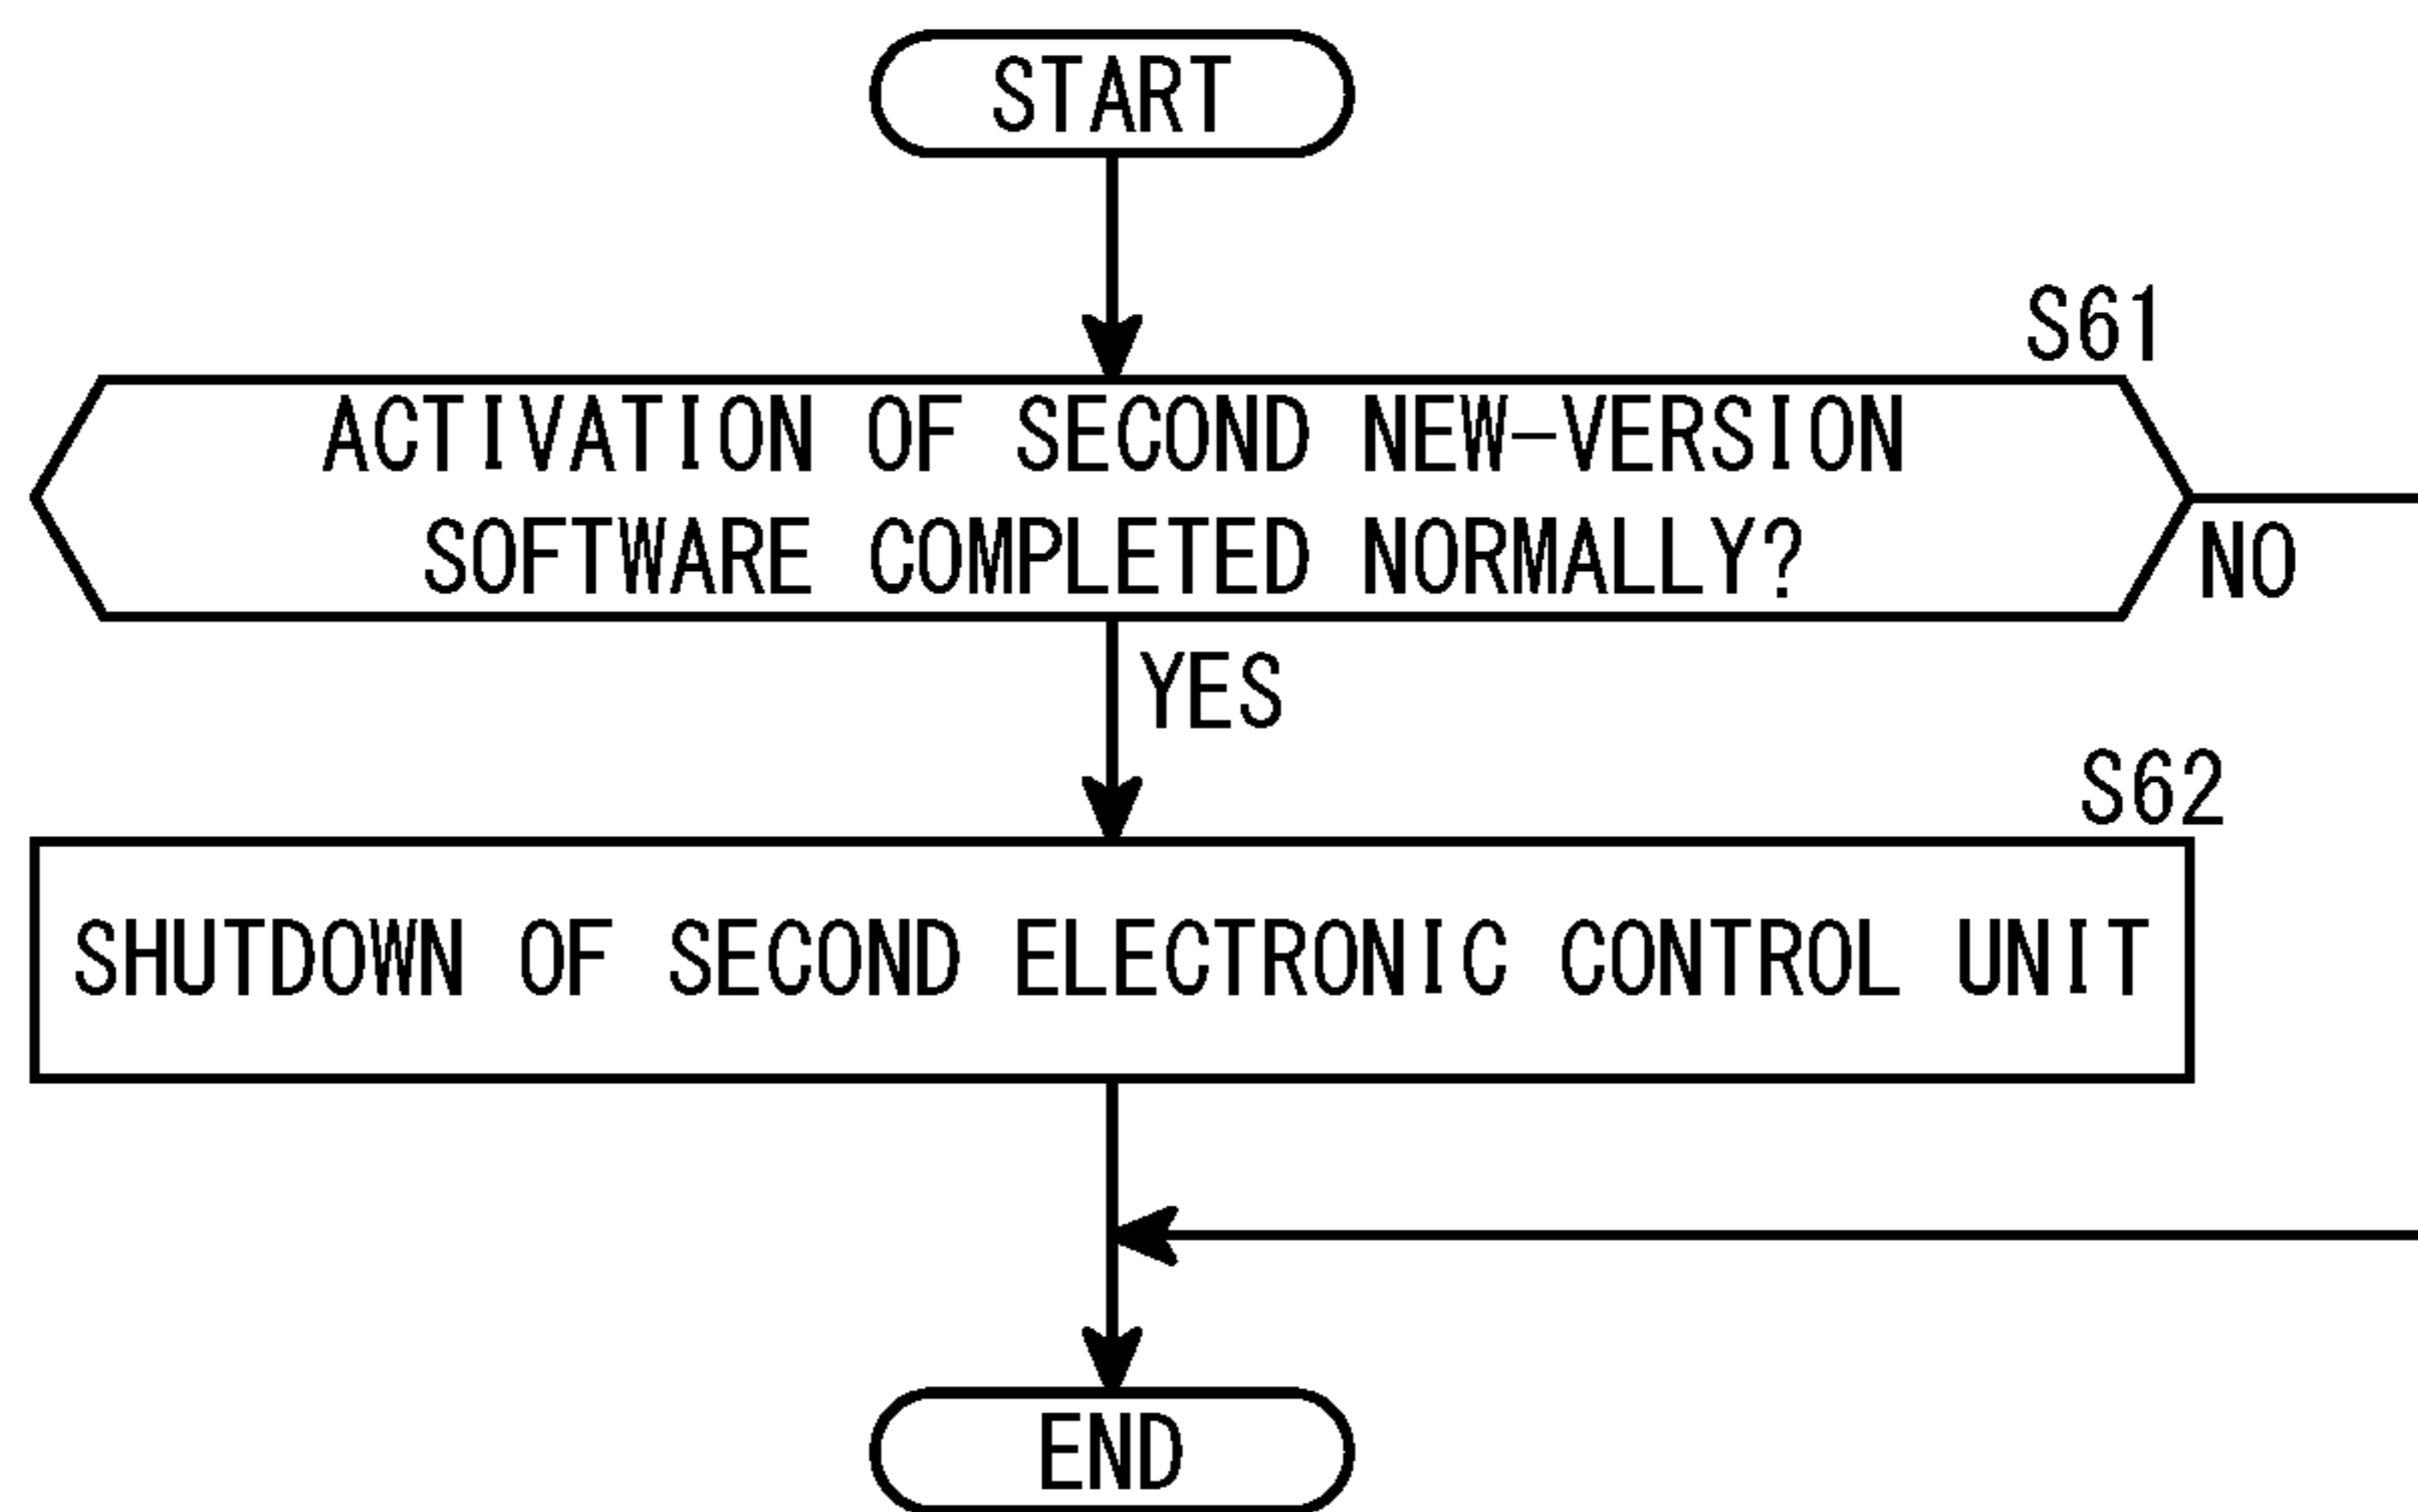 START
S61
ACTIVATION OF SECOND NEW-VERSION
SOFTWARE COMPLETED NORMALLY?
NO
YES
S62
SHUTDOWN OF SECOND ELECTRONIC CONTROL UNIT
END